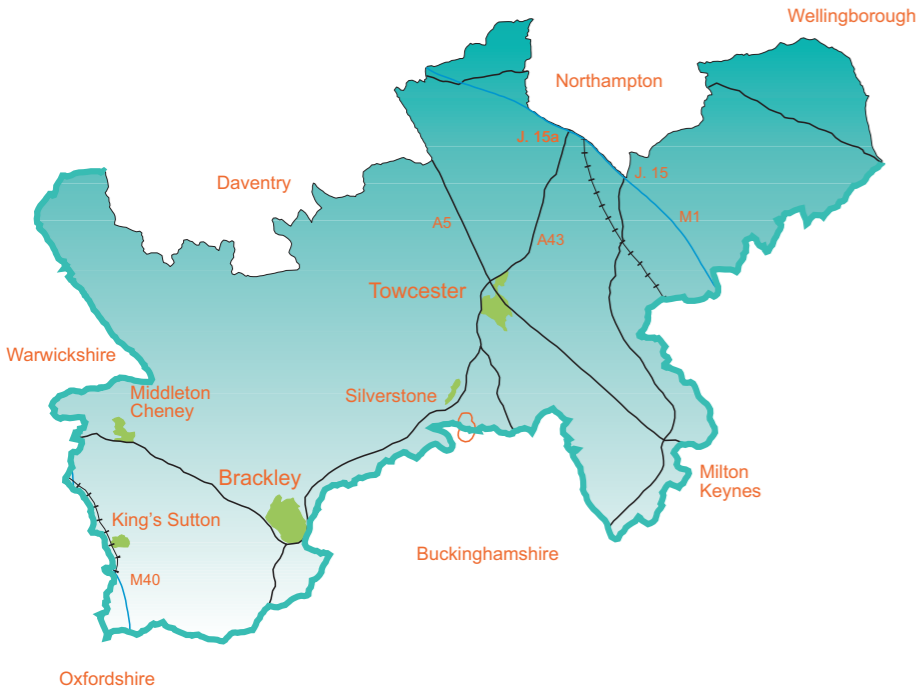 Wellingborough
Northampton
J. 15a
J. 15
Daventry
A5
M1
A43
Towcester
Warwickshire
Middleton
Cheney
Silverstone
Brackley
Milton
Keynes
King's Sutton
Buckinghamshire
M40
Oxfordshire